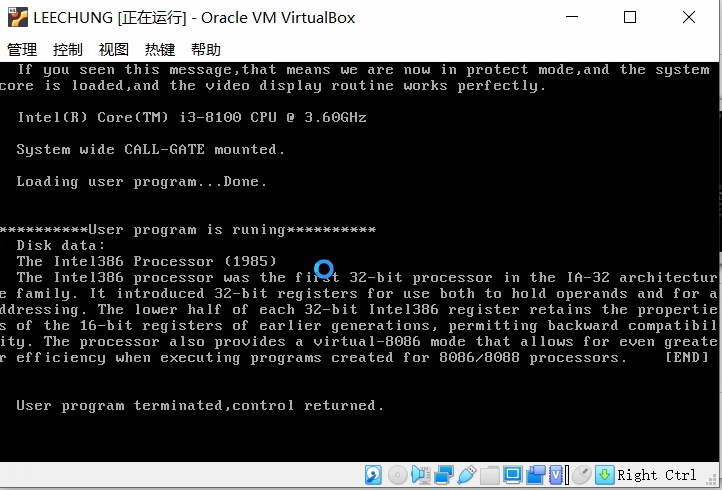 LEECHUNG [正在运行] - Oracle VM VirtualBox
管理 控制 视图 热键 帮助
If you seen this message,that means we are now in protect mode,and the system
core is loaded,and the video display routine works perfectly.
Intel(R) Core(TM) i3-8100 CPU @ 3.60GHz
System wide CALL-GATE mounted.
Loading user program...Done.
**********User program is runing**********
Disk data:
The Intel386 Processor (1985)
The Intel386 processor was the first 32-bit processor in the IA-32 architectur
e family. It introduced 32-bit registers for use both to hold operands and for a
ddressing. The lower half of each 32-bit Intel386 register retains the propertie
s of the 16-bit registers of earlier generations, permitting backward compatibil
ity. The processor also provides a virtual-8086 mode that allows for even greate
r efficiency when executing programs created for 8086/8088 processors. [END]
User program terminated,control returned.
Right Ctrl